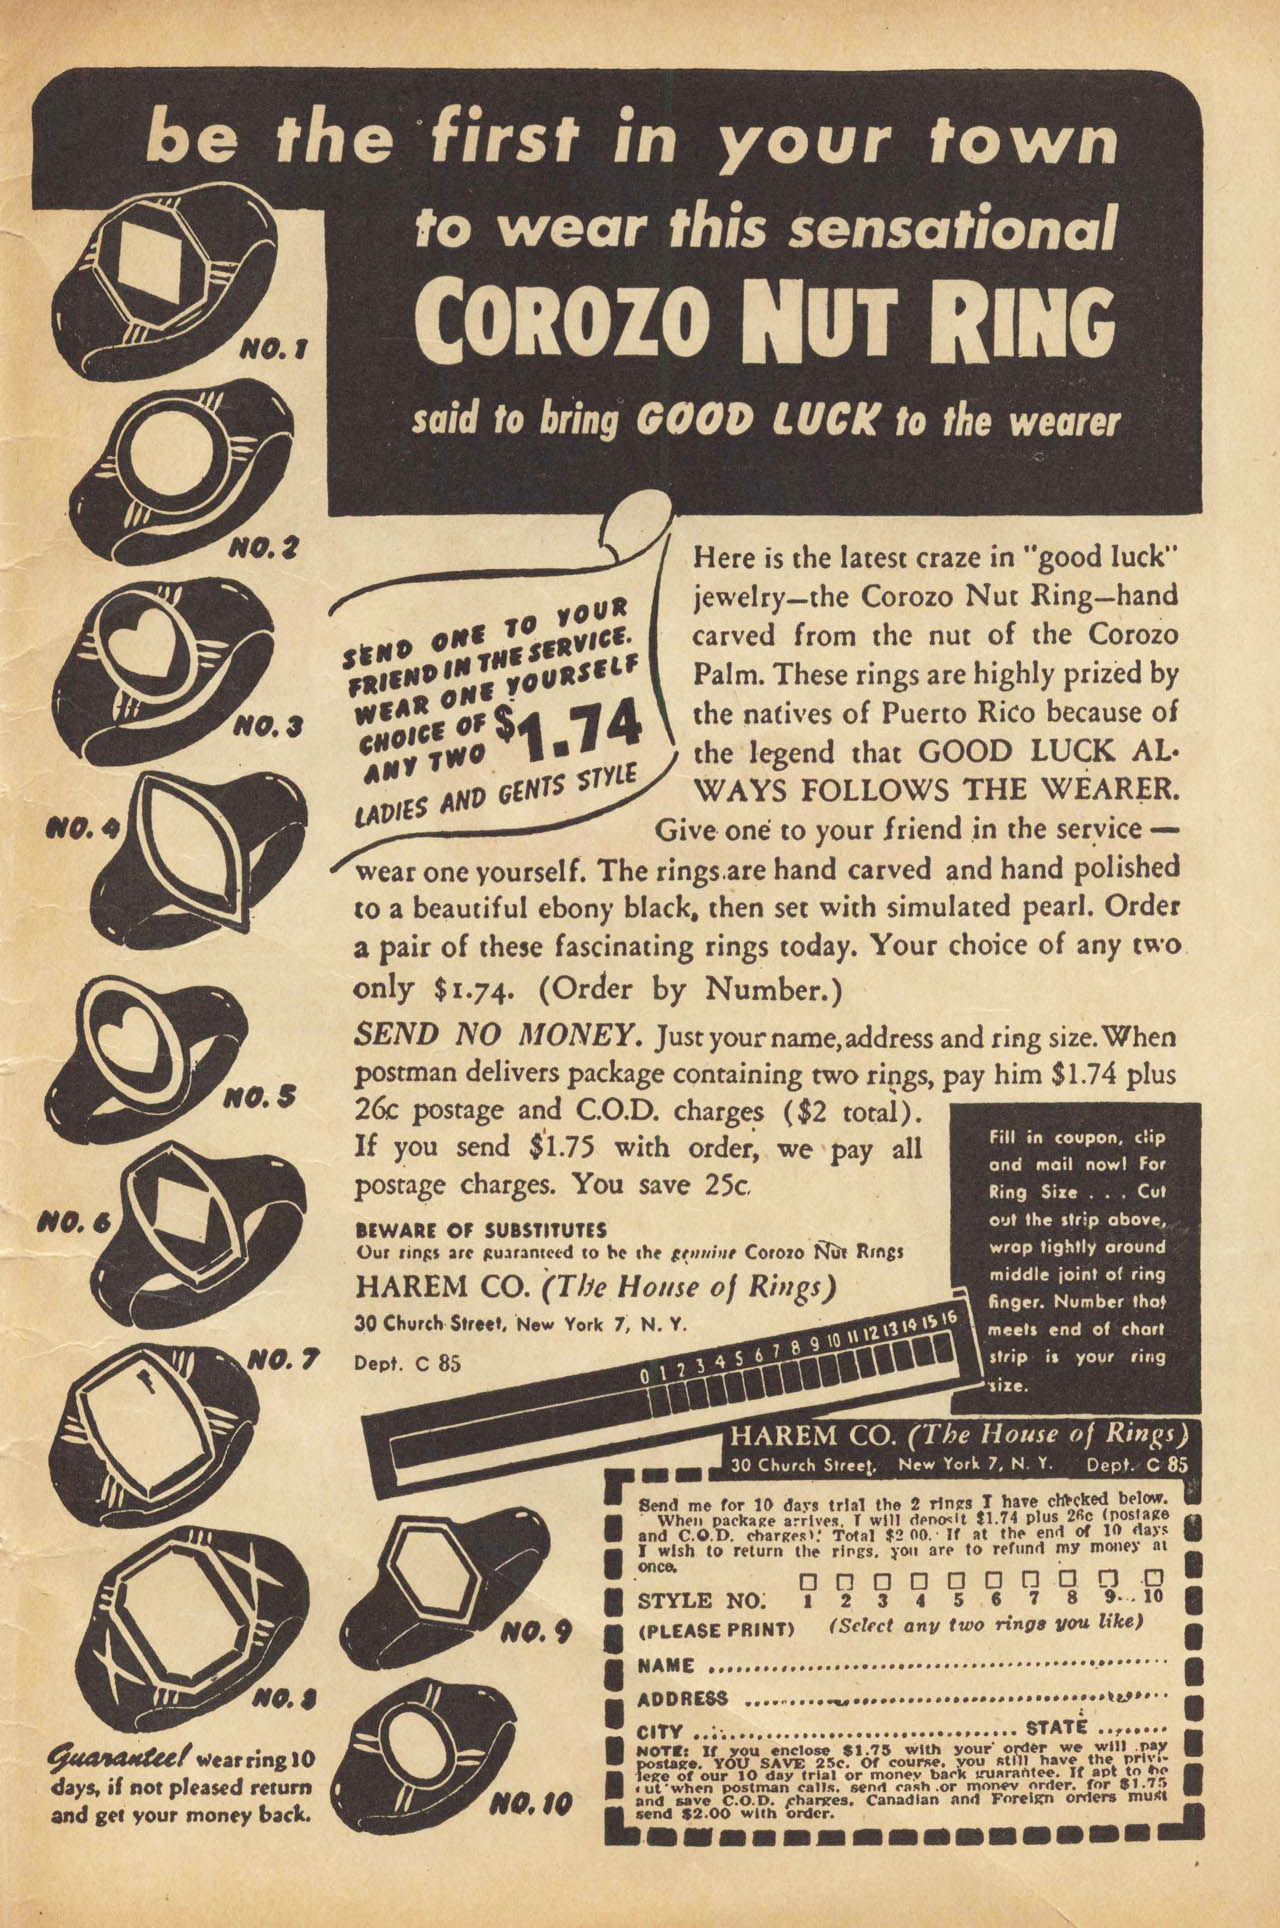 be the first in your town
to wear this sensational
COROZO NUT RING
said to bring GOOD LUCK to the wearer
NO. 1
NO. 2
NO. 3
NO. 4
NO. 5
NO. 6
NO. 7
NO. 8
NO. 9
NO. 10
SEND ONE TO YOUR
FRIEND IN THE SERVICE.
WEAR ONE YOURSELF
CHOICE OF
ANY TWO $1.74
LADIES AND GENTS STYLE
Here is the latest craze in "good luck"
jewelry—the Corozo Nut Ring—hand
carved from the nut of the Corozo
Palm. These rings are highly prized by
the natives of Puerto Rico because of
the legend that GOOD LUCK AL-
WAYS FOLLOWS THE WEARER.
Give one to your friend in the service —
wear one yourself. The rings are hand carved and hand polished
to a beautiful ebony black, then set with simulated pearl. Order
a pair of these fascinating rings today. Your choice of any two
only $1.74. (Order by Number.)
SEND NO MONEY. Just your name, address and ring size. When
postman delivers package containing two rings, pay him $1.74 plus
26c postage and C.O.D. charges ($2 total).
If you send $1.75 with order, we pay all
postage charges. You save 25c.
BEWARE OF SUBSTITUTES
Our rings are guaranteed to be the genuine Corozo Nut Rings
HAREM CO. (The House of Rings)
30 Church Street, New York 7, N. Y.
Dept. C 85
Fill in coupon, clip
and mail now! For
Ring Size . . . Cut
out the strip above,
wrap tightly around
middle joint of ring
finger. Number that
meets end of chart
strip is your ring
size.
0 1 2 3 4 5 6 7 8 9 10 11 12 13 14 15 16
HAREM CO. (The House of Rings)
30 Church Street, New York 7, N. Y. Dept. C 85
Send me for 10 days trial the 2 rings I have checked below.
When package arrives, I will deposit $1.74 plus 26c (postage
and C.O.D. charges). Total $2.00. If at the end of 10 days
I wish to return the rings, you are to refund my money at
once.
STYLE NO. 1 2 3 4 5 6 7 8 9 10
(PLEASE PRINT) (Select any two rings you like)
NAME
ADDRESS
CITY STATE
NOTE: If you enclose $1.75 with your order we will pay
postage. YOU SAVE 25c. Of course, you still have the privi-
lege of our 10 day trial or money back guarantee. If apt to be
out when postman calls, send cash or money order, for $1.75
and save C.O.D. charges. Canadian and Foreign orders must
send $2.00 with order.
Guarantee! wear ring 10
days, if not pleased return
and get your money back.